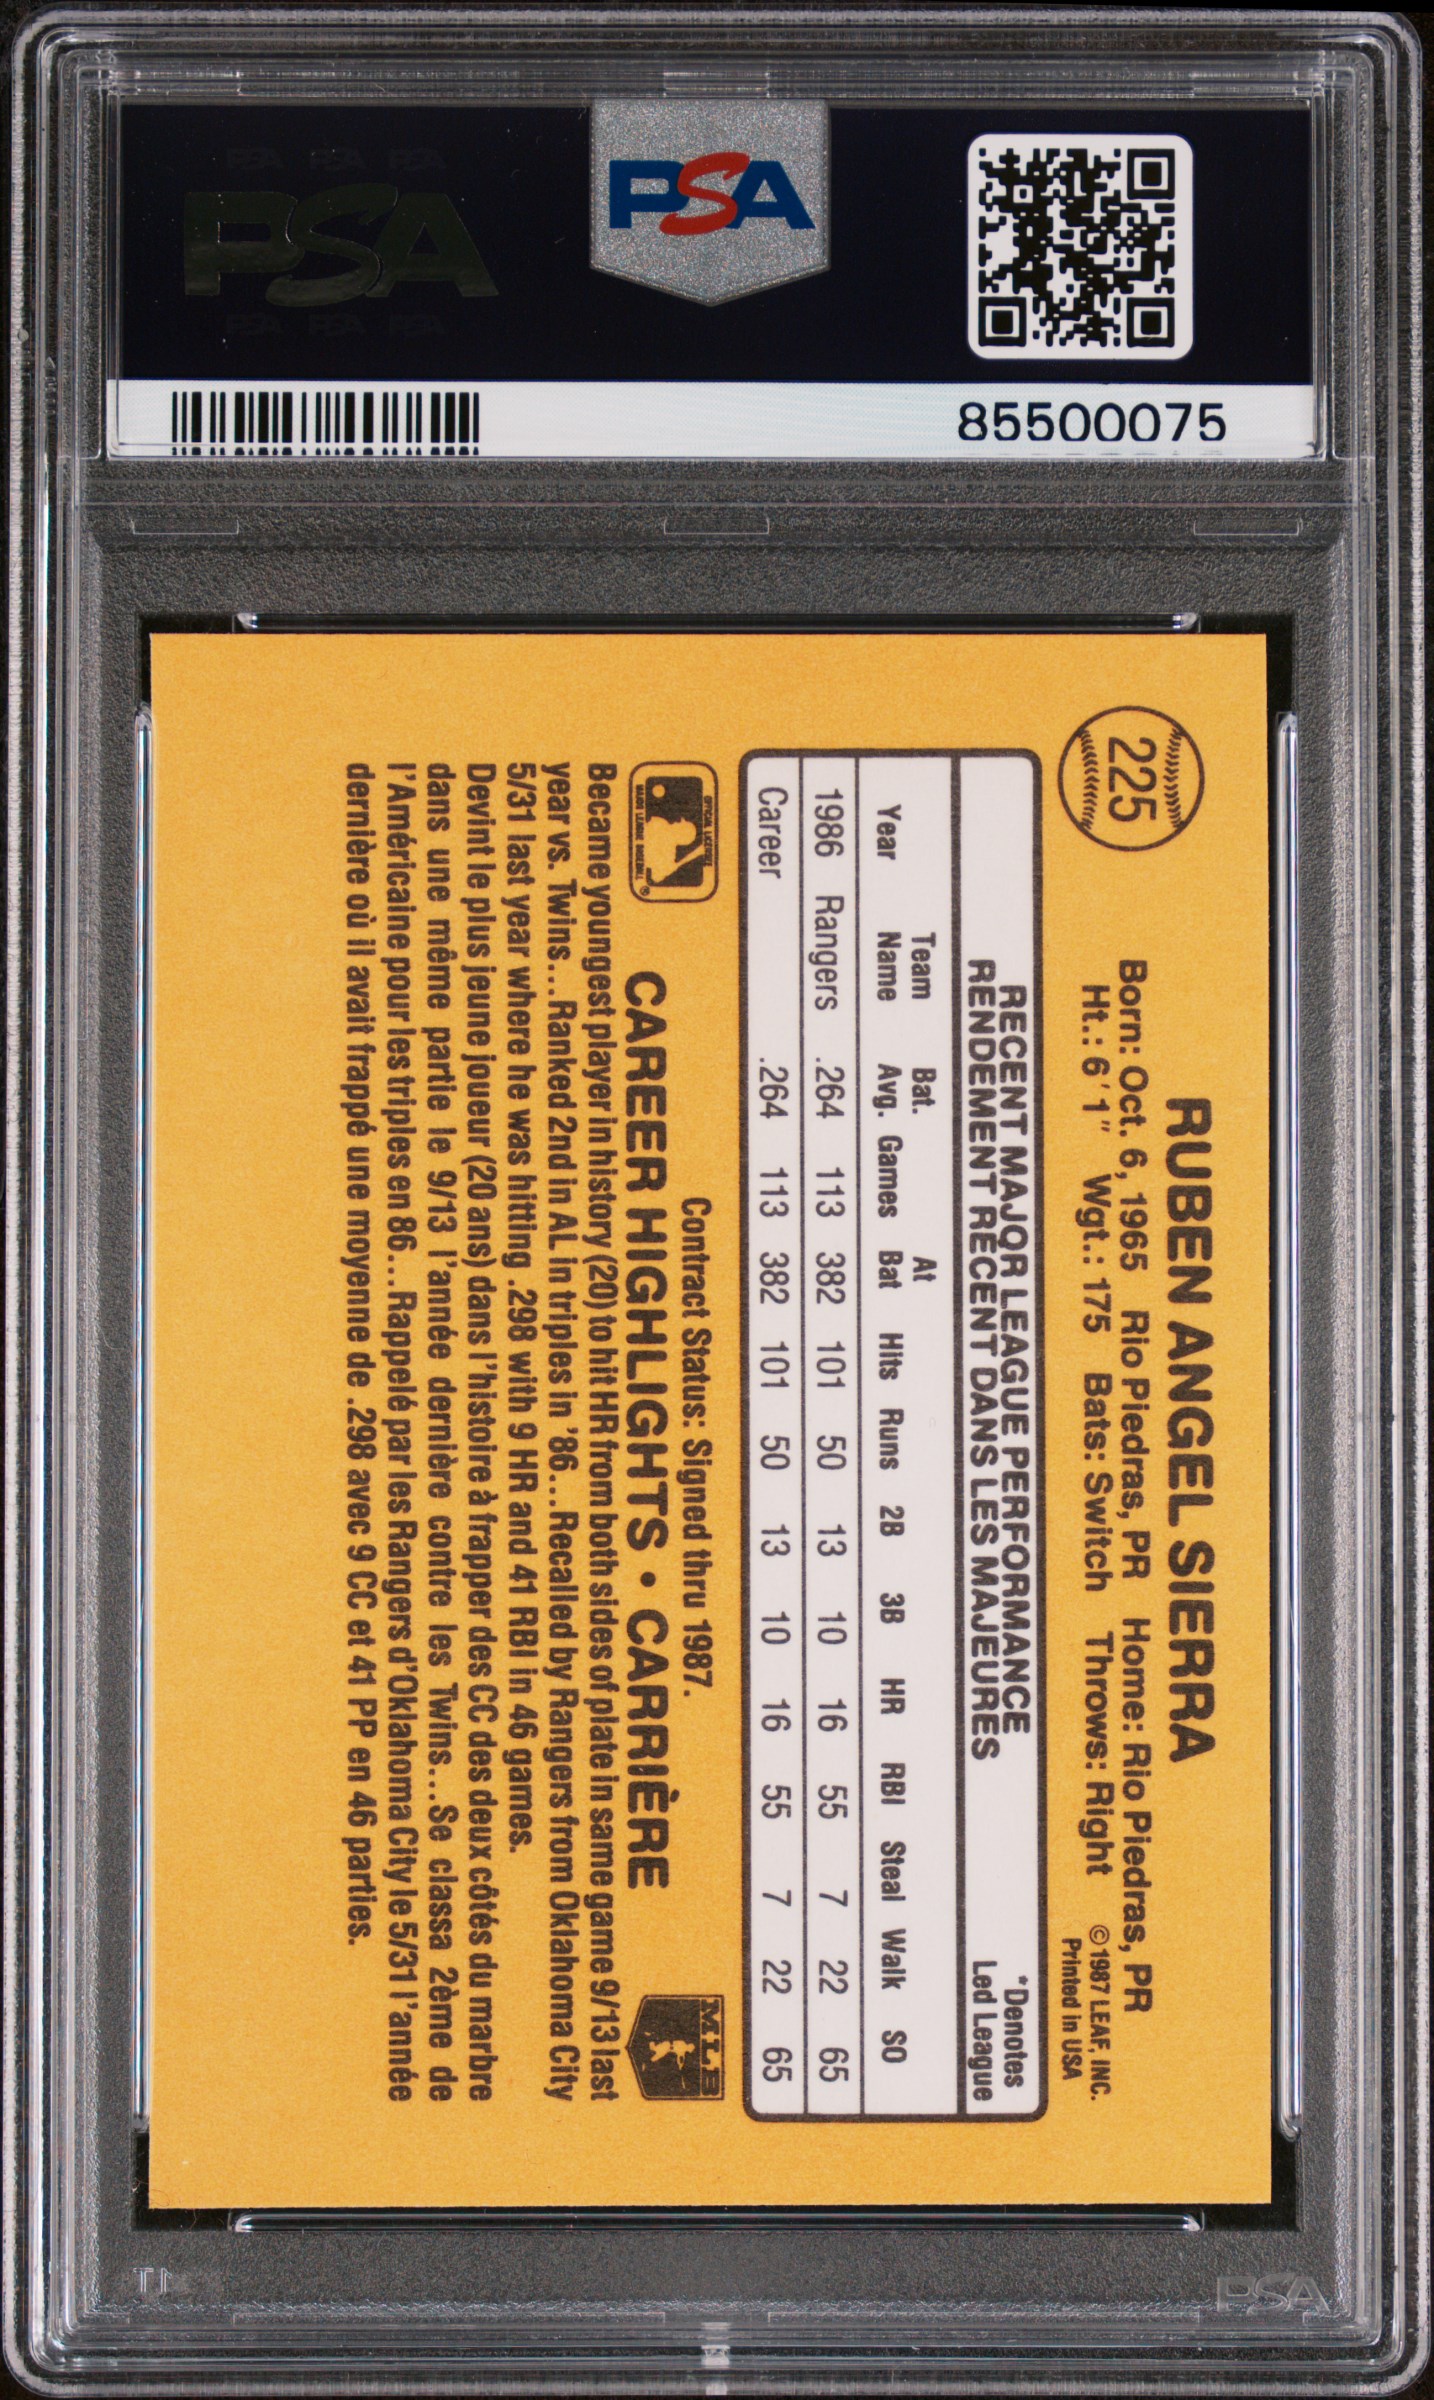 PSA
PSA PSA PSA
PSA
PSA PSA PSA
85500075
225
RUBEN ANGEL SIERRA
Born: Oct. 6, 1965 Rio Piedras, PR Home: Rio Piedras, PR
Ht.: 6'1" Wgt.: 175 Bats: Switch Throws: Right
©1987 LEAF, INC.
Printed in USA
RECENT MAJOR LEAGUE PERFORMANCE
RENDEMENT RECENT DANS LES MAJEURES
*Denotes
Led League
Year Team Name Bat. Avg. Games At Bat Hits Runs 2B 3B HR RBI Steal Walk SO
1986 Rangers .264 113 382 101 50 13 10 16 55 7 22 65
Career .264 113 382 101 50 13 10 16 55 7 22 65
OFFICIAL LICENSEE
MAJOR LEAGUE BASEBALL
®
Contract Status: Signed thru 1987.
CAREER HIGHLIGHTS • CARRIÈRE
MLB
Became youngest player in history (20) to hit HR from both sides of plate in same game 9/13 last
year vs. Twins...Ranked 2nd in AL in triples in '86...Recalled by Rangers from Oklahoma City
5/31 last year where he was hitting .298 with 9 HR and 41 RBI in 46 games.
Devint le plus jeune joueur (20 ans) dans l'histoire à frapper des CC des deux côtés du marbre
dans une même partie le 9/13 l'année dernière contre les Twins...Se classa 2ème de
l'Américaine pour les triples en 86...Rappelé par les Rangers d'Oklahoma City le 5/31 l'année
dernière où il avait frappé une moyenne de .298 avec 9 CC et 41 PP en 46 parties.
PSA